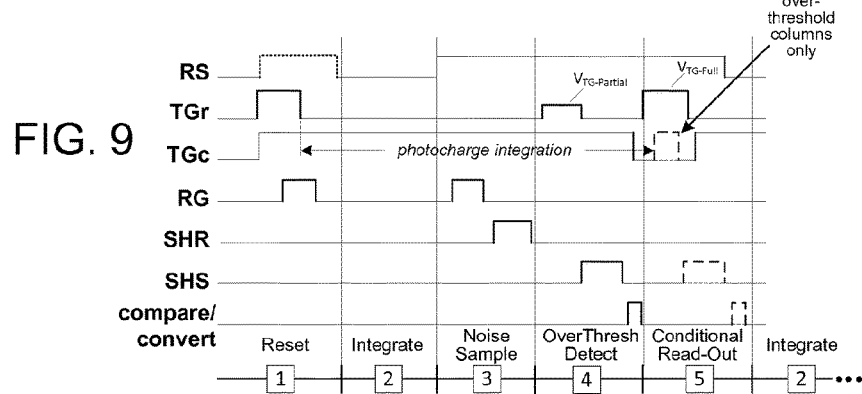 over-
threshold
columns
only
RS
TGr
VTG-Partial
VTG-Full
FIG. 9
TGc
photocharge integration
RG
SHR
SHS
compare/
convert
Reset
Integrate
Noise
Sample
OverThresh
Detect
Conditional
Read-Out
Integrate
1
2
3
4
5
2
•••